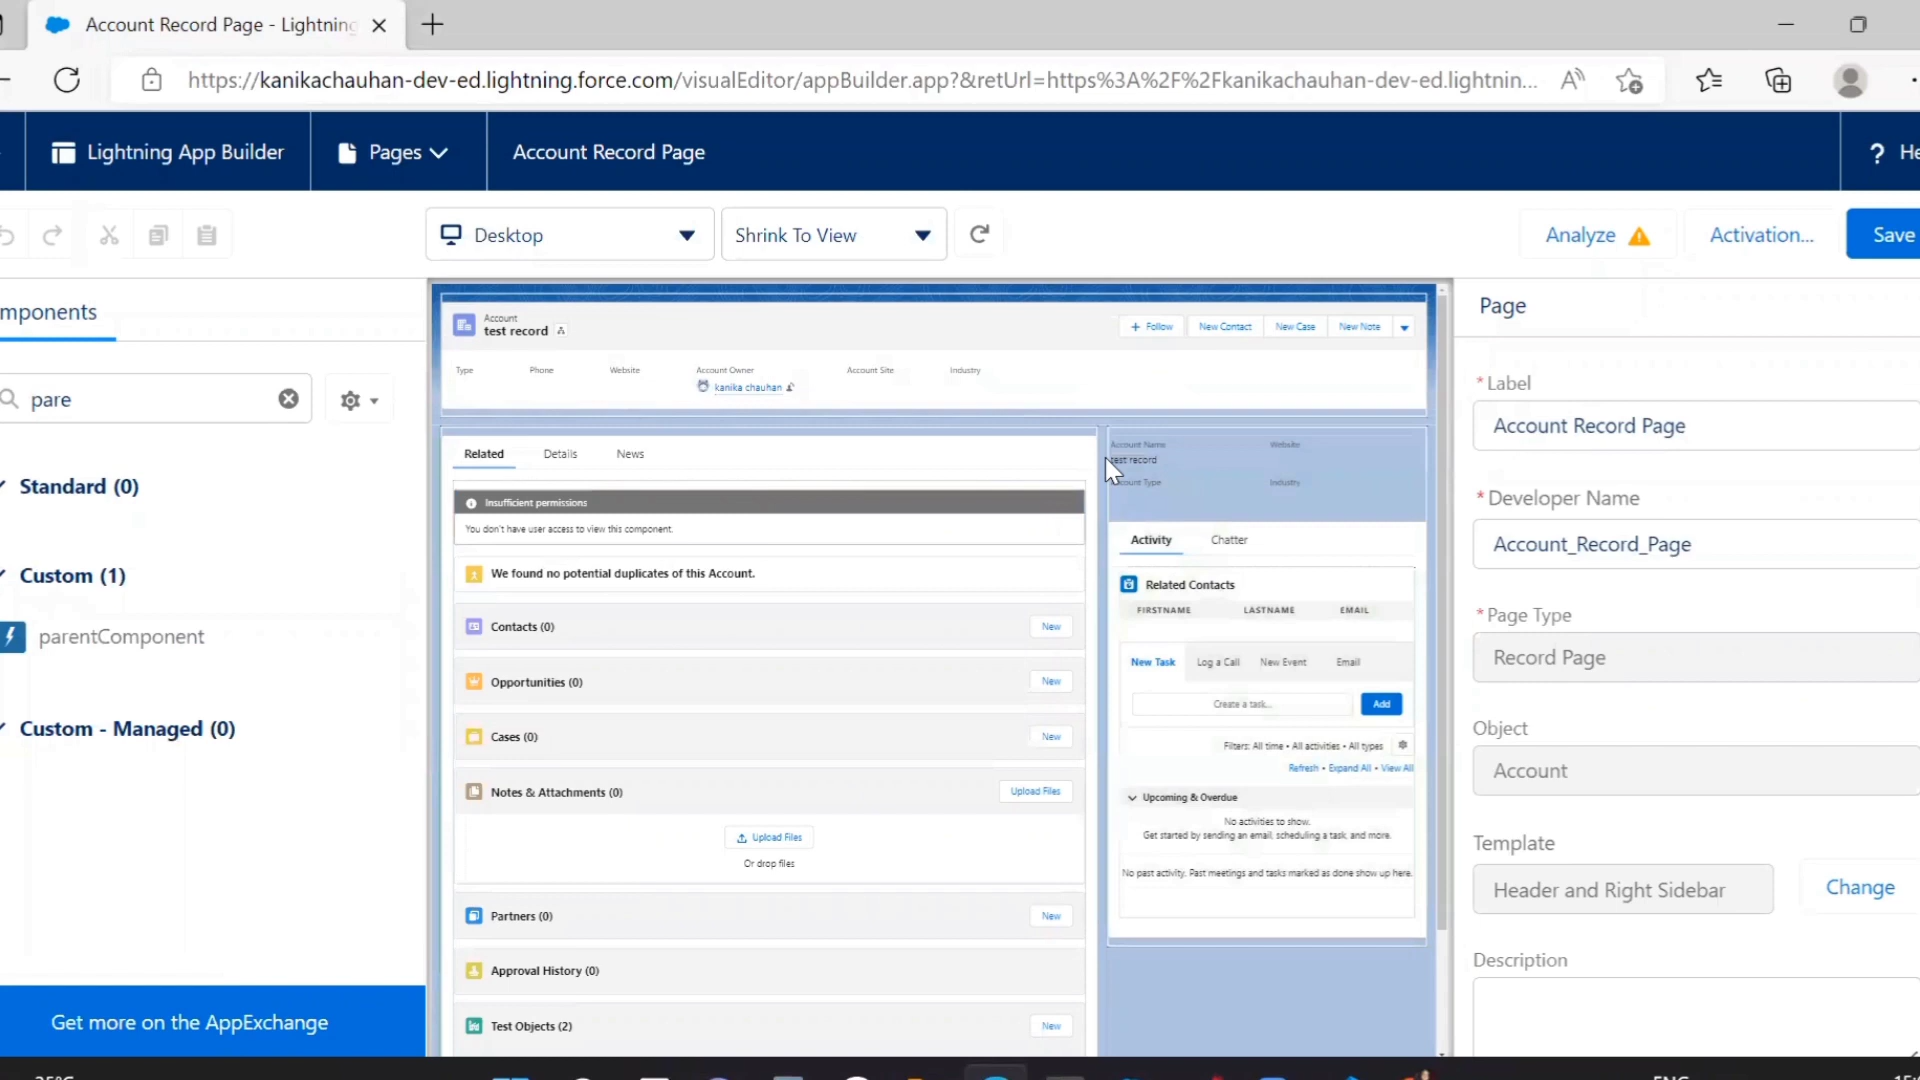 Account Record Page - Lightning
https://kanikachauhan-dev-ed.lightning.force.com/visualEditor/appBuilder.app?&retUrl=https%3A%2F%2Fkanikachauhan-dev-ed.lightnin...
Lightning App Builder
Pages
Account Record Page
? He
Desktop
Shrink To View
Analyze
Activation...
Save
mponents
pare
Standard (0)
Custom (1)
parentComponent
Custom - Managed (0)
Get more on the AppExchange
Account
test record
+ Follow
New Contact
New Case
New Note
Type
Phone
Website
Account Owner
Account Site
Industry
kanika chauhan
Related
Details
News
Insufficient permissions
You don't have user access to view this component.
We found no potential duplicates of this Account.
Contacts (0)
New
Opportunities (0)
New
Cases (0)
New
Notes & Attachments (0)
Upload Files
Upload Files
Or drop files
Partners (0)
New
Approval History (0)
Test Objects (2)
New
Account Name
Website
test record
ount Type
Industry
Activity
Chatter
Related Contacts
FIRSTNAME
LASTNAME
EMAIL
New Task
Log a Call
New Event
Email
Create a task...
Add
Filters: All time • All activities • All types
Refresh • Expand All • View All
Upcoming & Overdue
No activities to show.
Get started by sending an email, scheduling a task, and more.
No past activity. Past meetings and tasks marked as done show up here.
Page
*Label
Account Record Page
*Developer Name
Account_Record_Page
*Page Type
Record Page
Object
Account
Template
Header and Right Sidebar
Change
Description